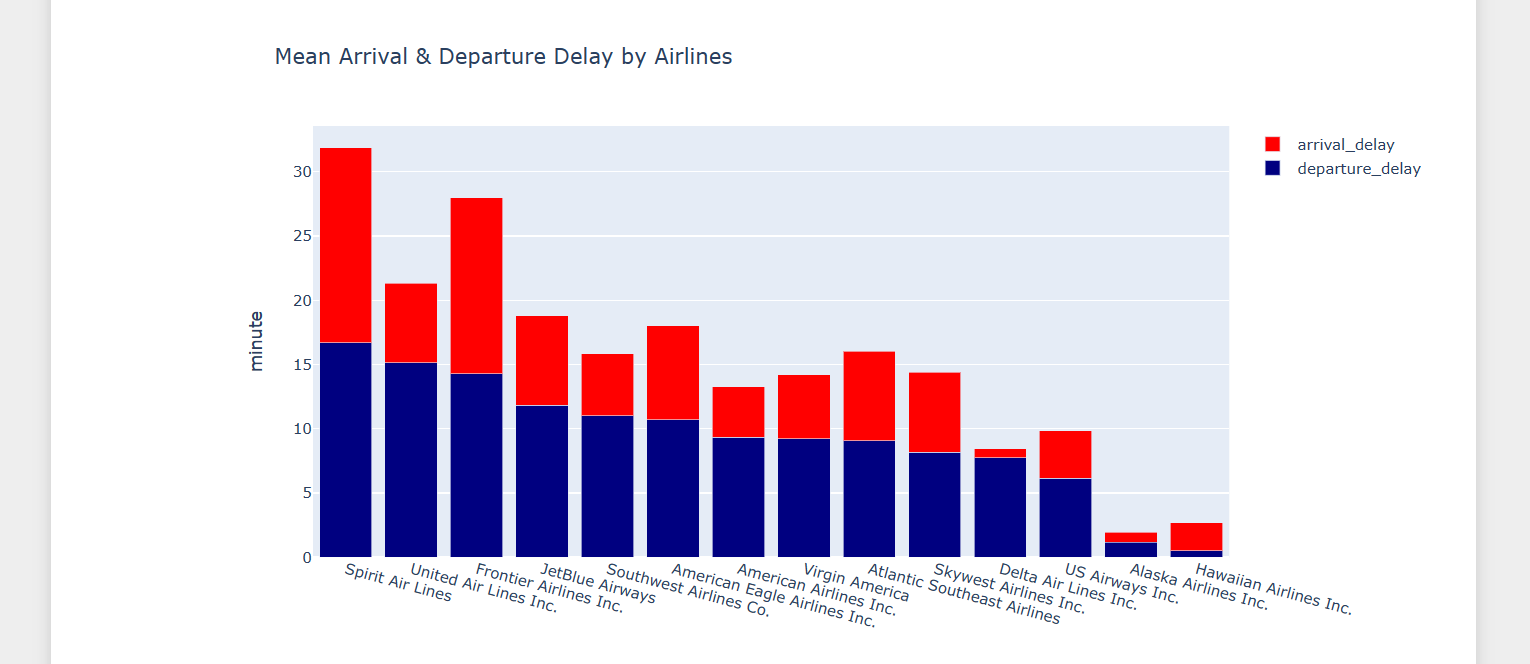 Mean Arrival & Departure Delay by Airlines
arrival_delay
departure_delay
minute
30
25
20
15
10
5
0
Spirit Air Lines
United Air Lines Inc.
Frontier Airlines Inc.
JetBlue Airways
Southwest Airlines Co.
American Eagle Airlines Inc.
American Airlines Inc.
Virgin America
Atlantic Southeast Airlines
Skywest Airlines Inc.
Delta Air Lines Inc.
US Airways Inc.
Alaska Airlines Inc.
Hawaiian Airlines Inc.